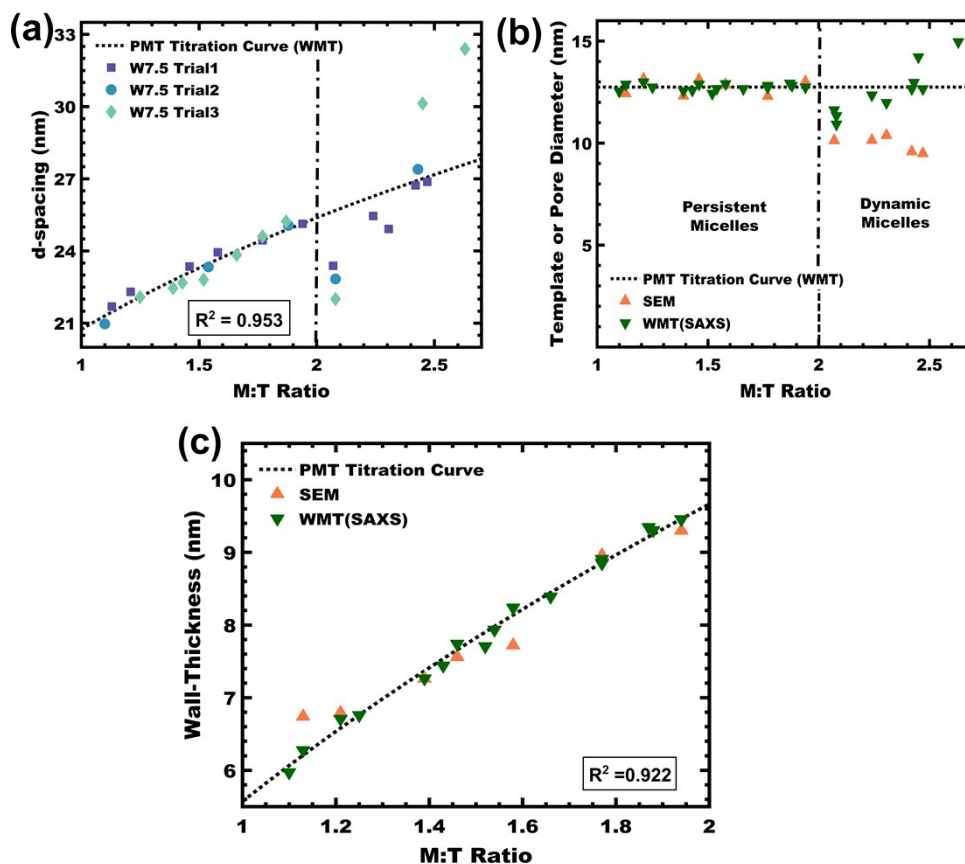 (a)
33
30
27
24
21
d-spacing (nm)
PMT Titration Curve (WMT)
W7.5 Trial1
W7.5 Trial2
W7.5 Trial3
R² = 0.953
1 1.5 2 2.5
M:T Ratio
(b)
15
10
5
Template or Pore Diameter (nm)
Persistent
Micelles
Dynamic
Micelles
PMT Titration Curve (WMT)
SEM
WMT(SAXS)
1 1.5 2 2.5
M:T Ratio
(c)
10
9
8
7
6
Wall-Thickness (nm)
PMT Titration Curve
SEM
WMT(SAXS)
R² =0.922
1 1.2 1.4 1.6 1.8 2
M:T Ratio